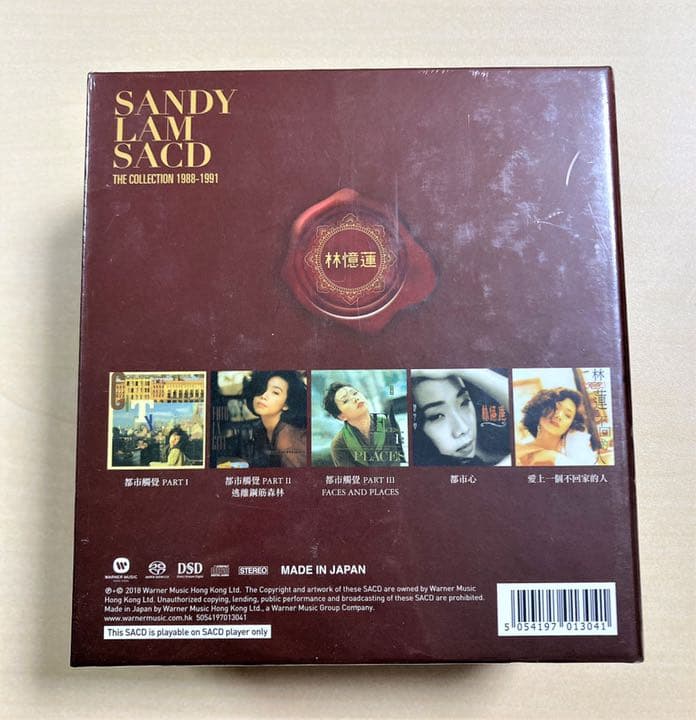 SANDY
LAM
SACD
THE COLLECTION 1988-1991
林憶蓮
CITY
PLACES
林憶蓮
都市觸覺 PART I
都市觸覺 PART II
逃離鋼筋森林
都市觸覺 PART III
FACES AND PLACES
都市心
愛上一個不回家的人
WARNER MUSIC
DSD
STEREO
MADE IN JAPAN
℗+© 2018 Warner Music Hong Kong Ltd. The Copyright and artwork of these SACD are owned by Warner Music
Hong Kong Ltd. Unauthorized copying, lending, public performance and broadcasting of these SACD are prohibited.
Made in Japan by Warner Music Hong Kong Ltd., a Warner Music Group Company.
www.warnermusic.com.hk 5054197013041
This SACD is playable on SACD player only
5 054197 013041